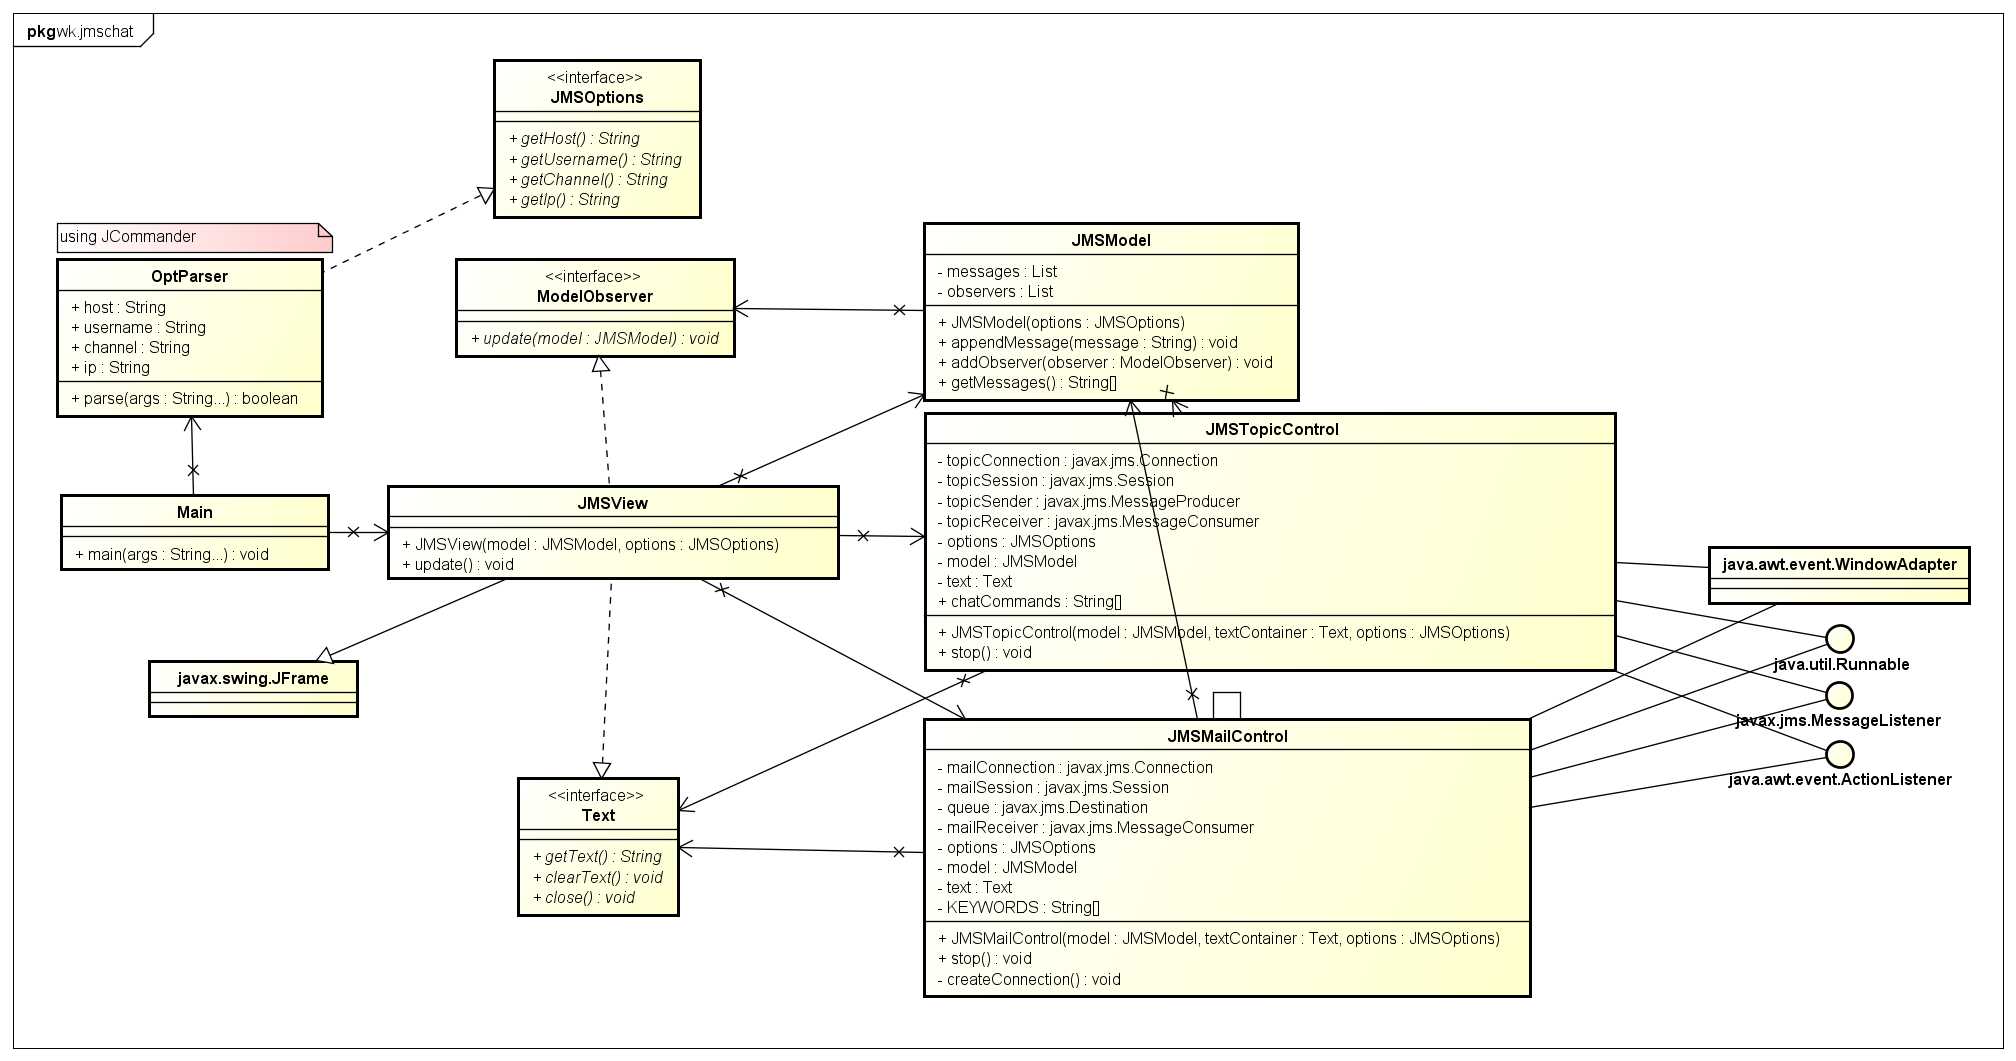 pkgwk.jmschat
<<interface>>
JMSOptions
+ getHost() : String
+ getUsername() : String
+ getChannel() : String
+ getIp() : String
using JCommander
OptParser
+ host : String
+ username : String
+ channel : String
+ ip : String
+ parse(args : String...) : boolean
<<interface>>
ModelObserver
+ update(model : JMSModel) : void
JMSModel
- messages : List
- observers : List
+ JMSModel(options : JMSOptions)
+ appendMessage(message : String) : void
+ addObserver(observer : ModelObserver) : void
+ getMessages() : String[]
Main
+ main(args : String...) : void
JMSView
+ JMSView(model : JMSModel, options : JMSOptions)
+ update() : void
JMSTopicControl
- topicConnection : javax.jms.Connection
- topicSession : javax.jms.Session
- topicSender : javax.jms.MessageProducer
- topicReceiver : javax.jms.MessageConsumer
- options : JMSOptions
- model : JMSModel
- text : Text
+ chatCommands : String[]
+ JMSTopicControl(model : JMSModel, textContainer : Text, options : JMSOptions)
+ stop() : void
java.awt.event.WindowAdapter
java.util.Runnable
javax.jms.MessageListener
java.awt.event.ActionListener
javax.swing.JFrame
<<interface>>
Text
+ getText() : String
+ clearText() : void
+ close() : void
JMSMailControl
- mailConnection : javax.jms.Connection
- mailSession : javax.jms.Session
- queue : javax.jms.Destination
- mailReceiver : javax.jms.MessageConsumer
- options : JMSOptions
- model : JMSModel
- text : Text
- KEYWORDS : String[]
+ JMSMailControl(model : JMSModel, textContainer : Text, options : JMSOptions)
+ stop() : void
- createConnection() : void